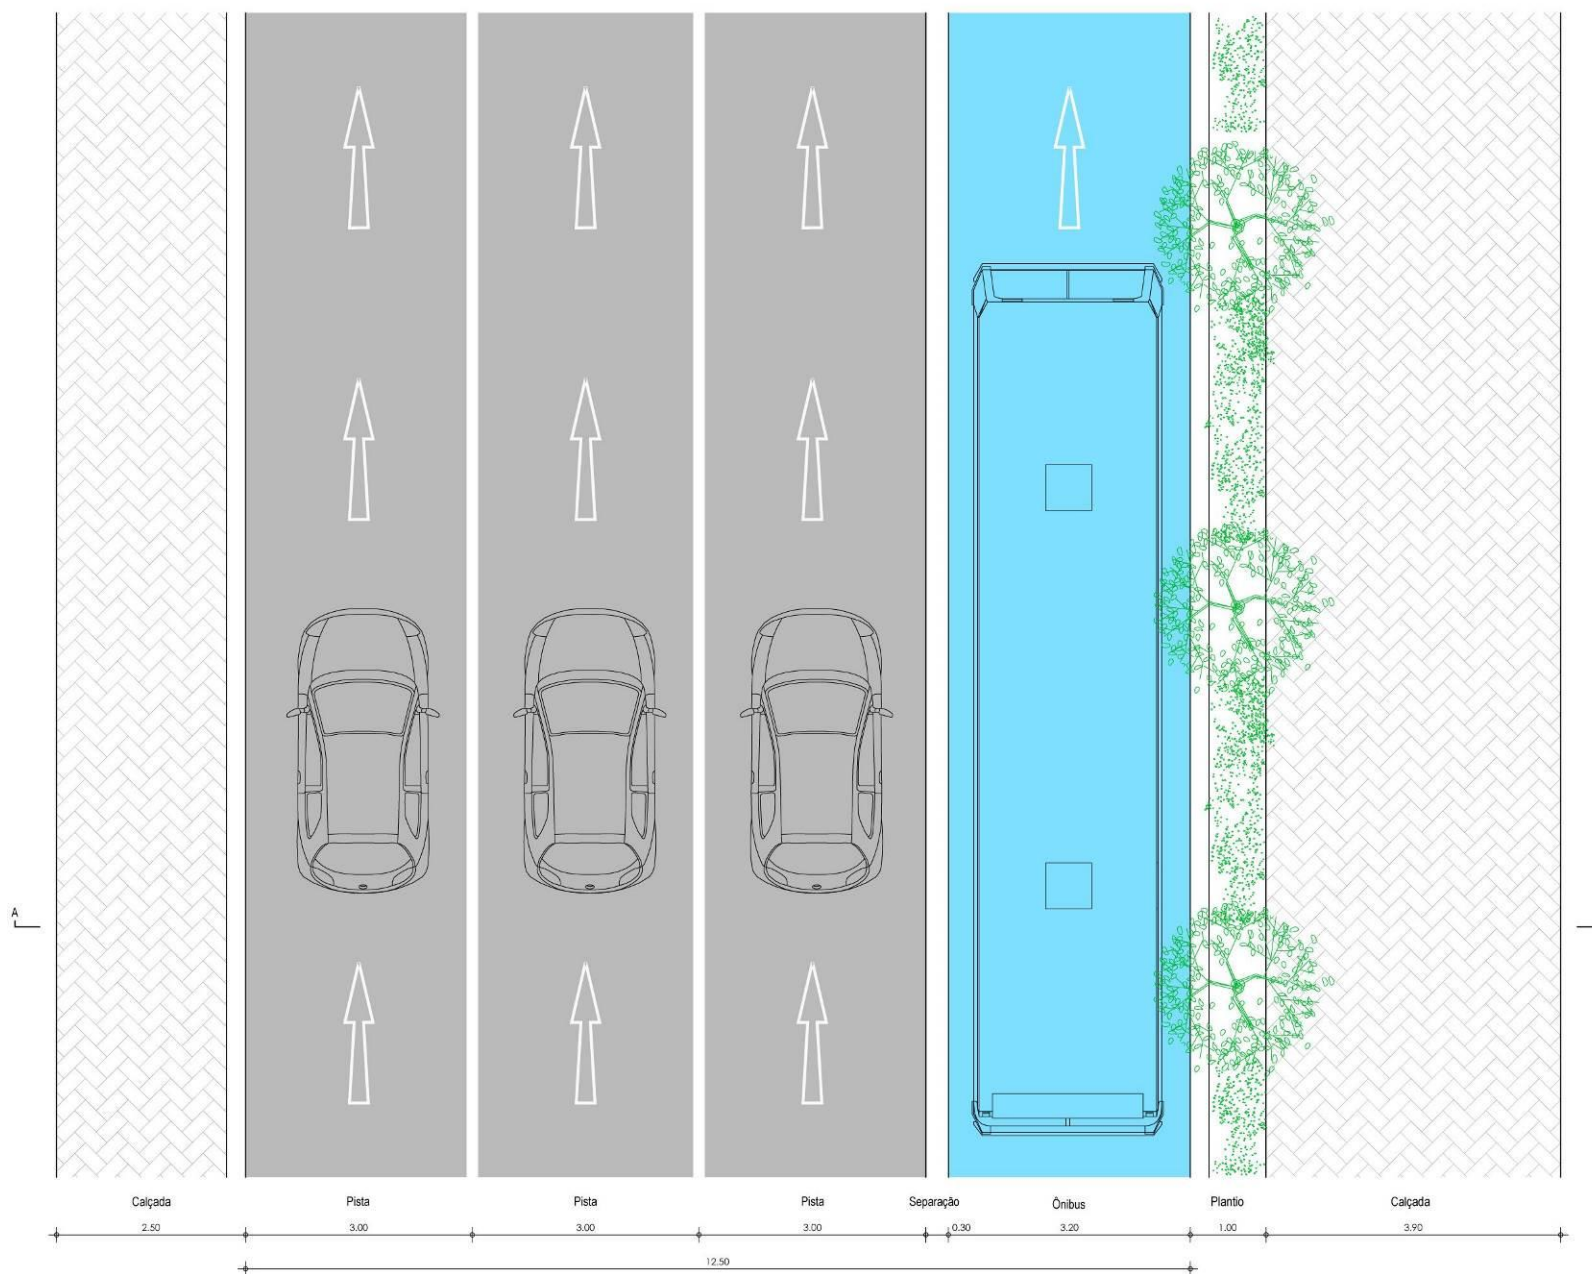 A
Calçada Pista Pista Pista Separação Ônibus Plantio Calçada
2.50 3.00 3.00 3.00 0.30 3.20 1.00 3.90
12.50